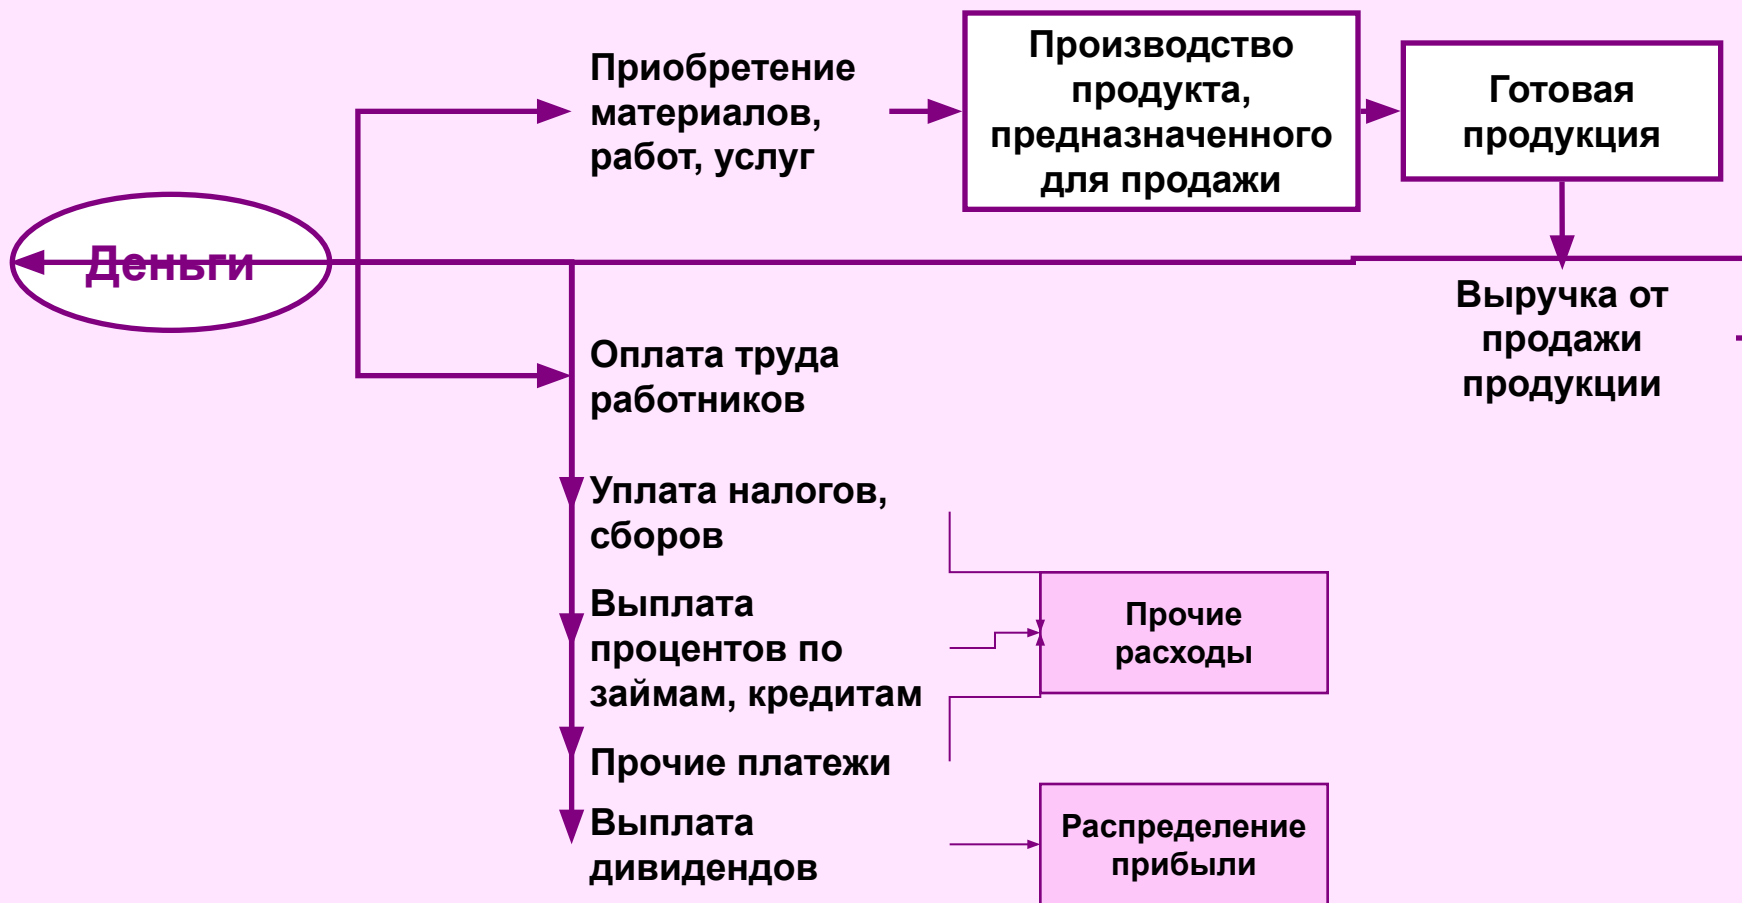 Приобретение
материалов,
работ, услуг
Производство
продукта,
предназначенного
для продажи
Готовая
продукция
Деньги
Выручка от
продажи
продукции
Оплата труда
работников
Уплата налогов,
сборов
Выплата
процентов по
займам, кредитам
Прочие
расходы
Прочие платежи
Выплата
дивидендов
Распределение
прибыли